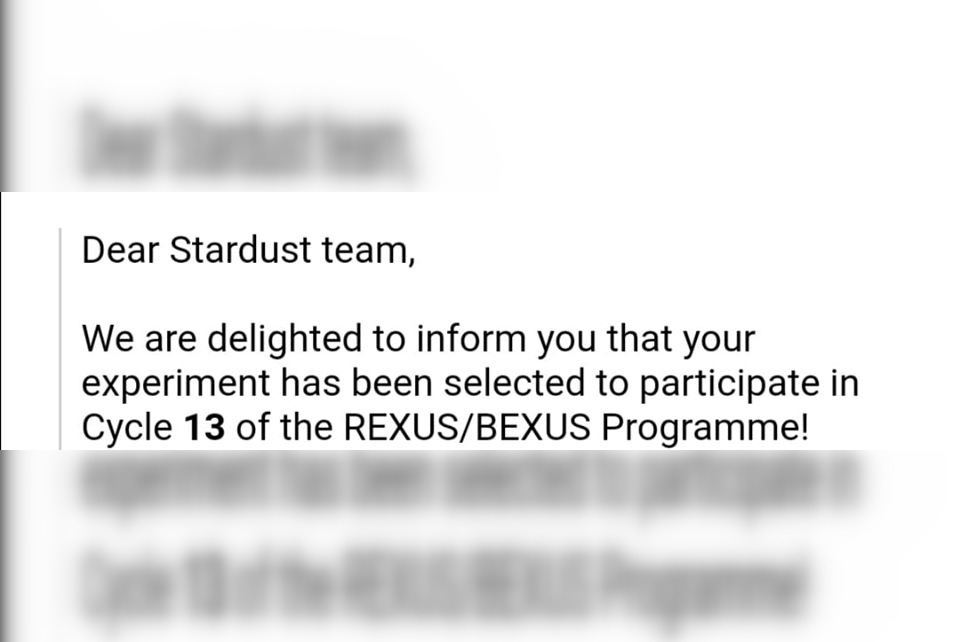 Dear Stardust team,
We are delighted to inform you that your
experiment has been selected to participate in
Cycle 13 of the REXUS/BEXUS Programme!